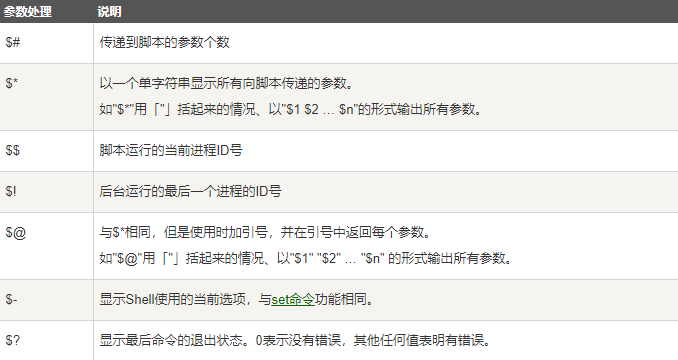 参数处理 说明
$# 传递到脚本的参数个数
$* 以一个单字符串显示所有向脚本传递的参数。
如"$*"用「"」括起来的情况、以"$1 $2 … $n"的形式输出所有参数。
$$ 脚本运行的当前进程ID号
$! 后台运行的最后一个进程的ID号
$@ 与$*相同，但是使用时加引号，并在引号中返回每个参数。
如"$@"用「"」括起来的情况、以"$1" "$2" … "$n" 的形式输出所有参数。
$- 显示Shell使用的当前选项，与set命令功能相同。
$? 显示最后命令的退出状态。0表示没有错误，其他任何值表明有错误。